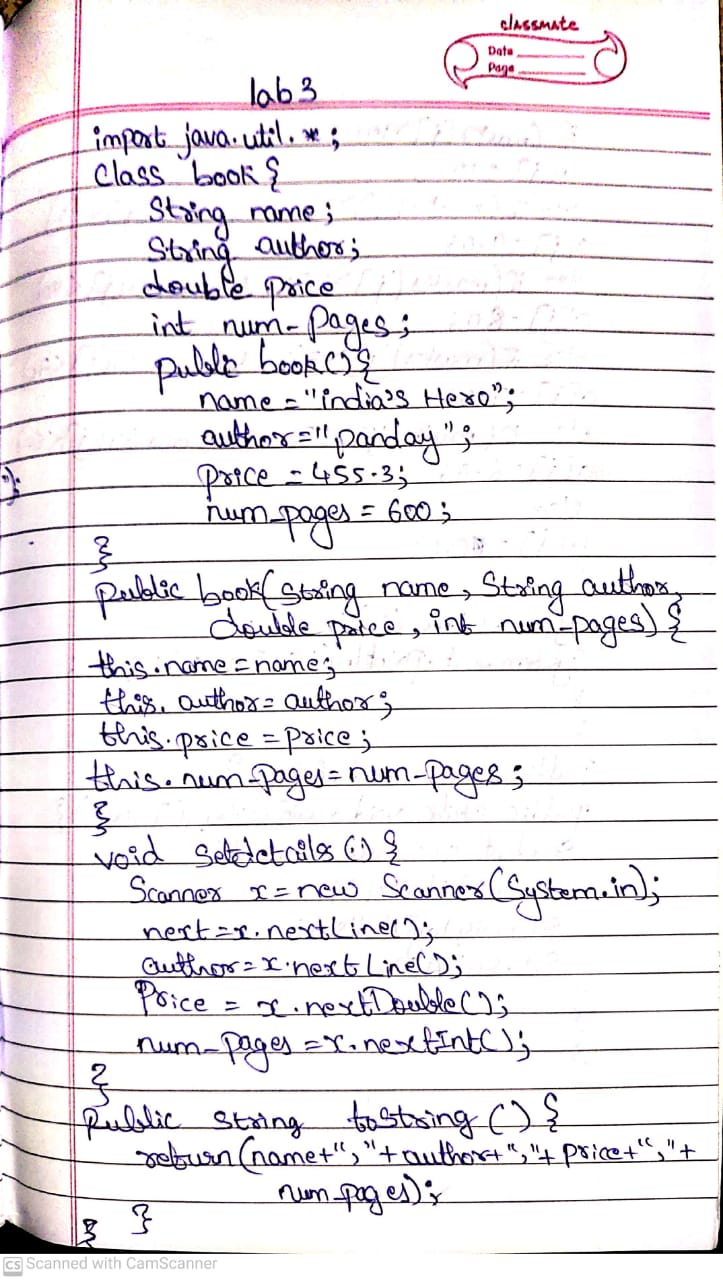 classmate
Date
Page
lab 3
import java.util.*;
class book {
String name;
String author;
double price
int num-pages;
public book() {
name = "india's Hero";
author = "panday";
price = 455.3;
num-pages = 600;
}
public book(String name, String author,
double price, int num-pages) {
this.name = name;
this.author = author;
this.price = price;
this.num-pages = num-pages;
}
void setdetails() {
Scanner x = new Scanner(System.in);
next = x.nextLine();
author = x.nextLine();
Price = x.nextDouble();
num-pages = x.nextInt();
}
Public String toString() {
return(name+","+author+","+price+","+
num-pages);
} }
CS Scanned with CamScanner